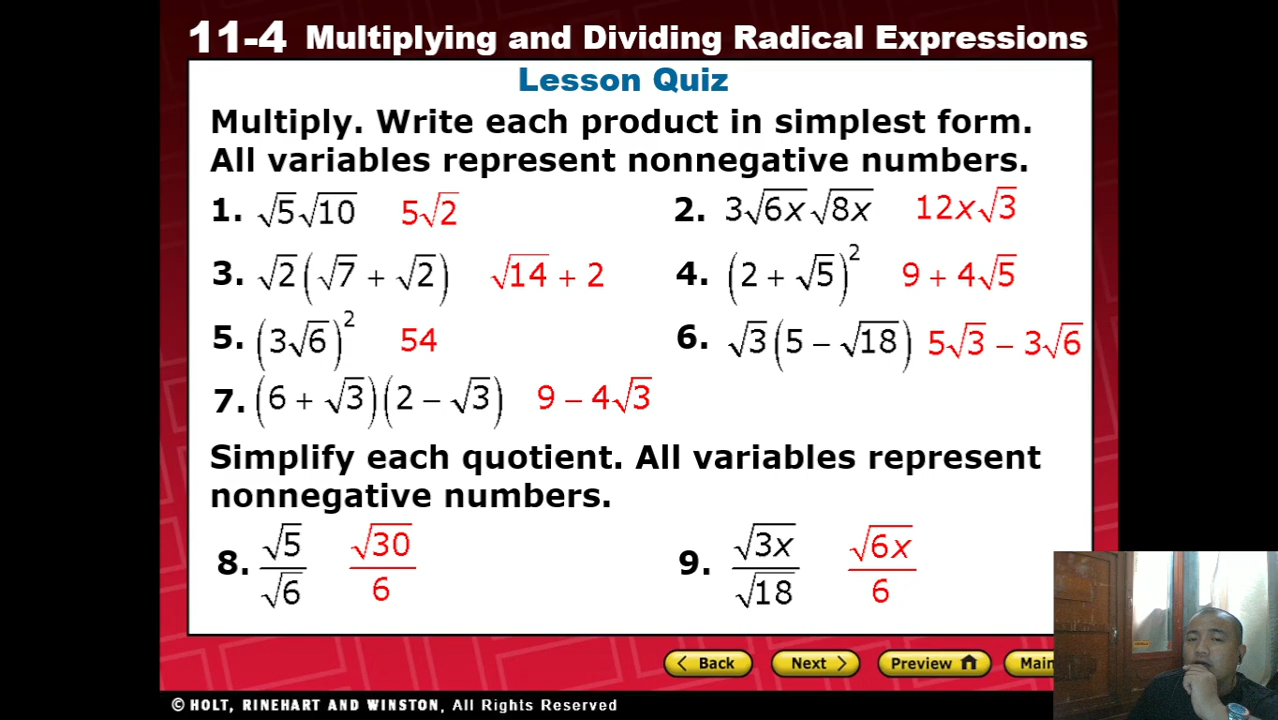 11-4 Multiplying and Dividing Radical Expressions
Lesson Quiz
Multiply. Write each product in simplest form.
All variables represent nonnegative numbers.
1. √5√10 5√2 2. 3√6x√8x 12x√3
3. √2(√7 + √2) √14 + 2 4. (2 + √5)² 9 + 4√5
5. (3√6)² 54 6. √3(5 − √18) 5√3 − 3√6
7. (6 + √3)(2 − √3) 9 − 4√3
Simplify each quotient. All variables represent
nonnegative numbers.
8. √5/√6 √30/6 9. √3x/√18 √6x/6
< Back Next > Preview Main
© HOLT, RINEHART AND WINSTON, All Rights Reserved